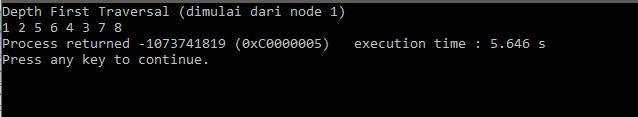 Depth First Traversal (dimulai dari node 1)
1 2 5 6 4 3 7 8
Process returned -1073741819 (0xC0000005)   execution time : 5.646 s
Press any key to continue.